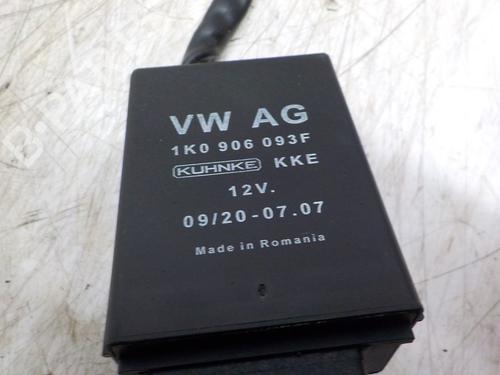 VW AG
1K0 906 093F
KUHNKE KKE
12V.
09/20-07.07
Made in Romania